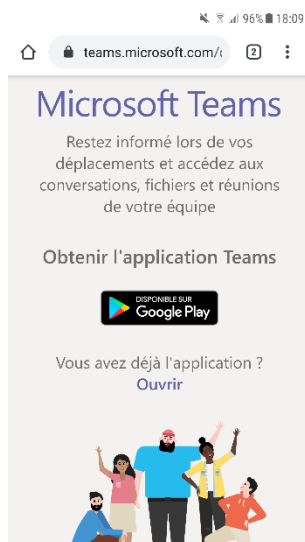 96% 18:09
teams.microsoft.com/
2
Microsoft Teams
Restez informé lors de vos
déplacements et accédez aux
conversations, fichiers et réunions
de votre équipe
Obtenir l'application Teams
DISPONIBLE SUR
Google Play
Vous avez déjà l'application ?
Ouvrir